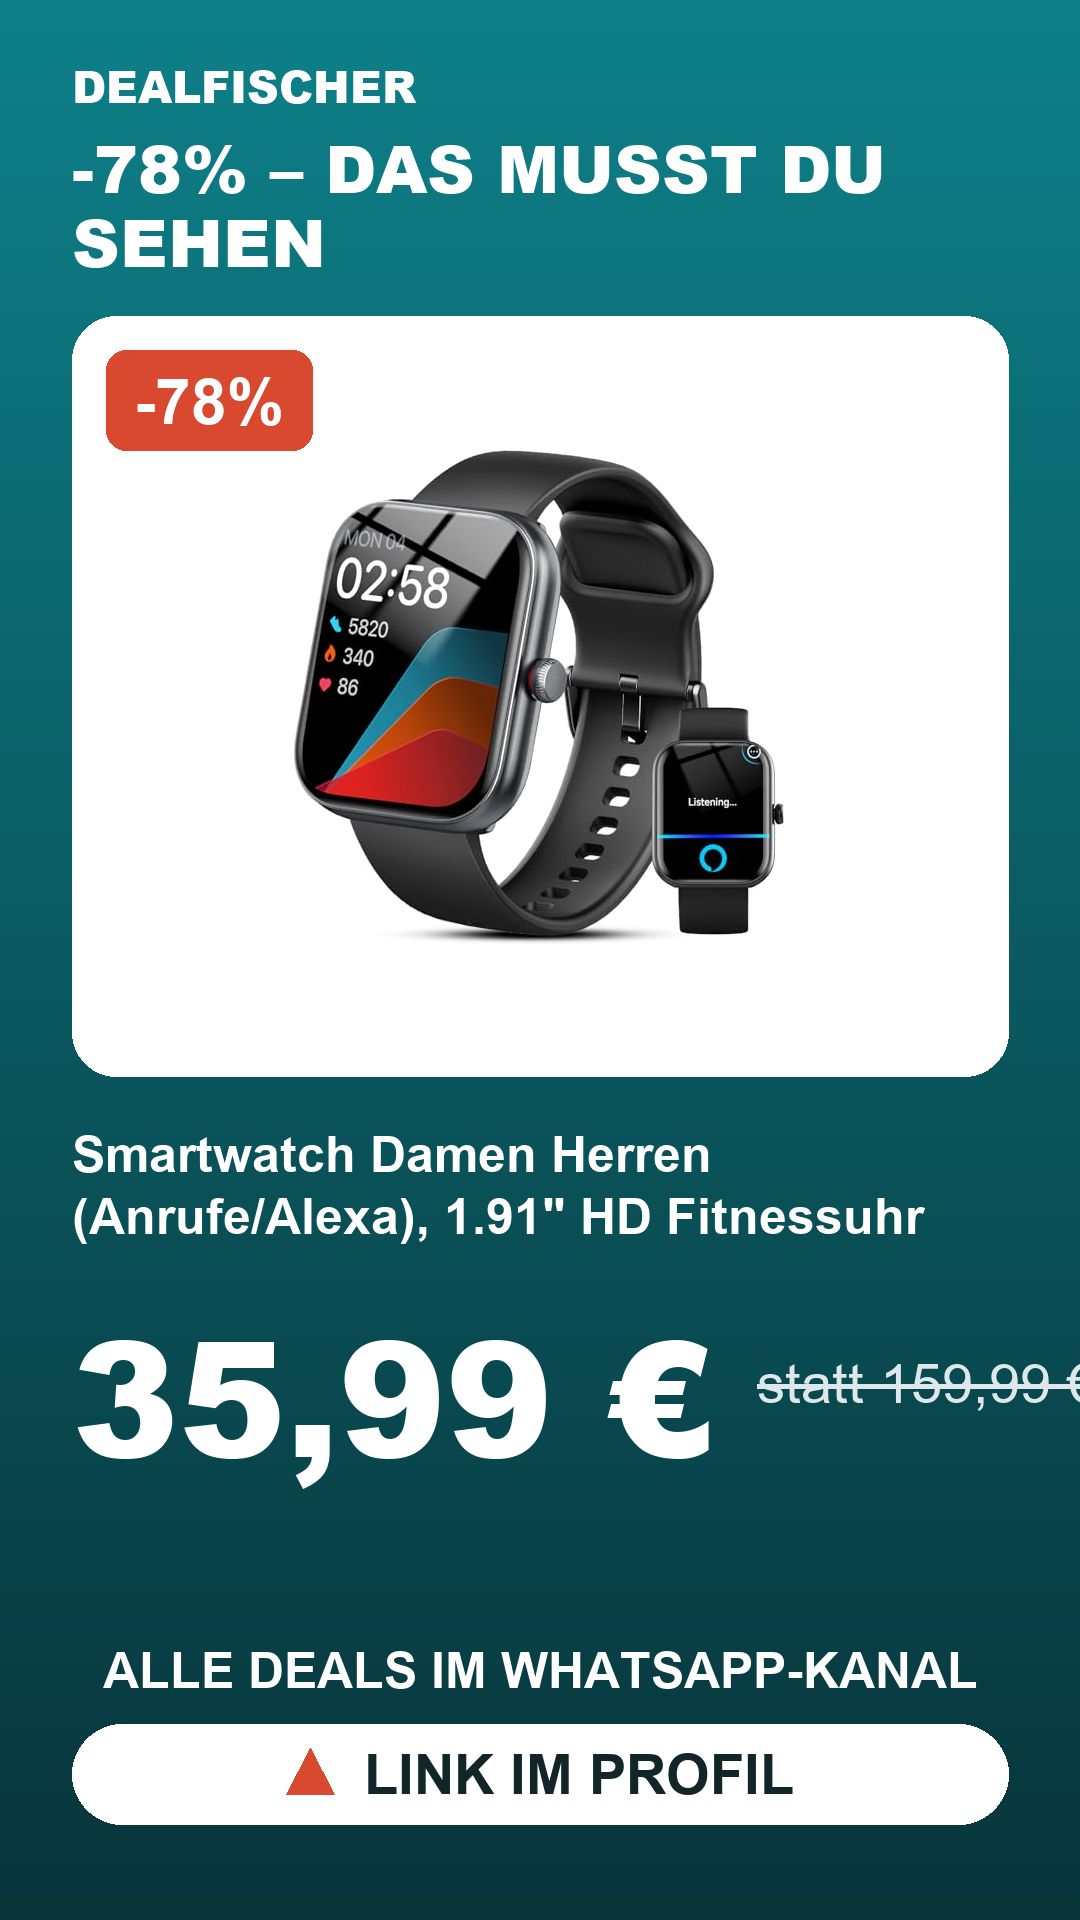 DEALFISCHER
-78% – DAS MUSST DU
SEHEN
-78%
MON 04
02:58
5820
340
86
Listening...
Smartwatch Damen Herren
(Anrufe/Alexa), 1.91" HD Fitnessuhr
35,99 € statt 159,99 €
ALLE DEALS IM WHATSAPP-KANAL
LINK IM PROFIL